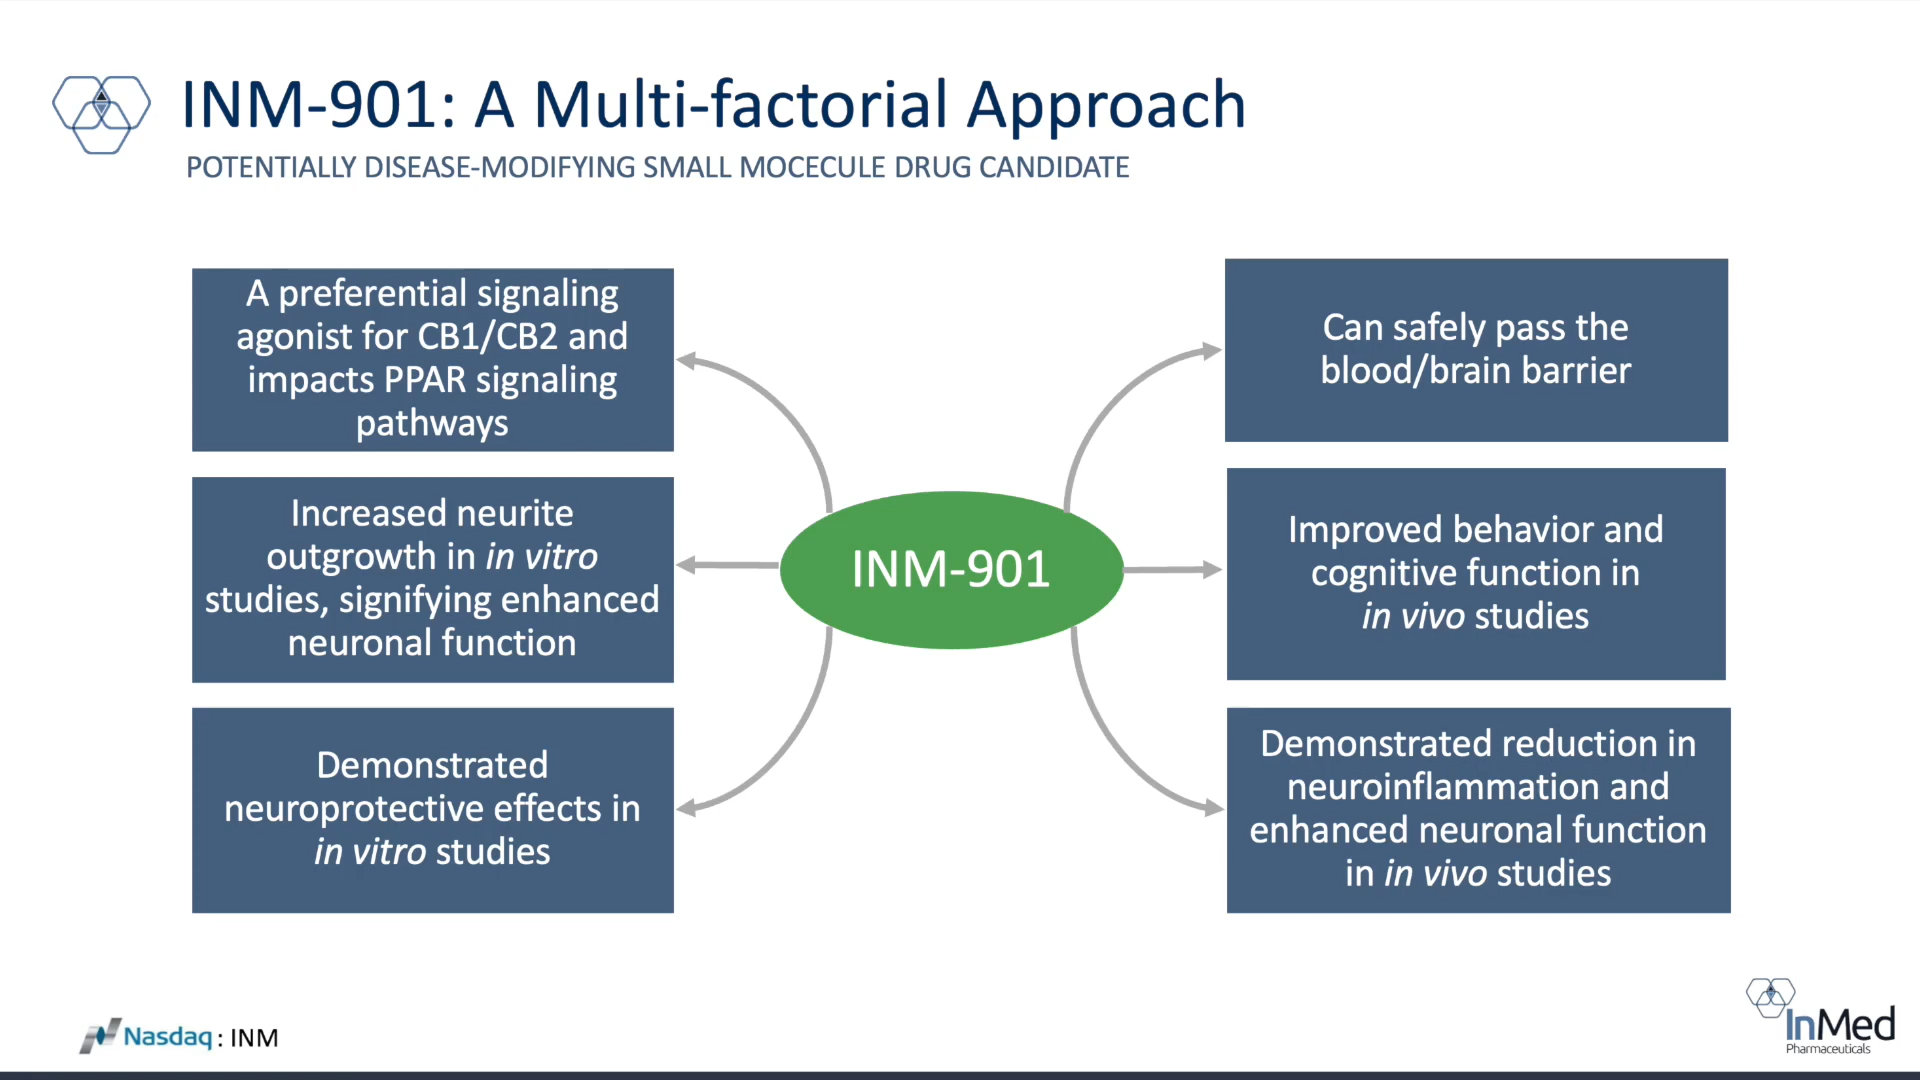 INM-901: A Multi-factorial Approach
POTENTIALLY DISEASE-MODIFYING SMALL MOCECULE DRUG CANDIDATE
A preferential signaling
agonist for CB1/CB2 and
impacts PPAR signaling
pathways
Increased neurite
outgrowth in in vitro
studies, signifying enhanced
neuronal function
Demonstrated
neuroprotective effects in
in vitro studies
INM-901
Can safely pass the
blood/brain barrier
Improved behavior and
cognitive function in
in vivo studies
Demonstrated reduction in
neuroinflammation and
enhanced neuronal function
in in vivo studies
Nasdaq : INM
InMed
Pharmaceuticals